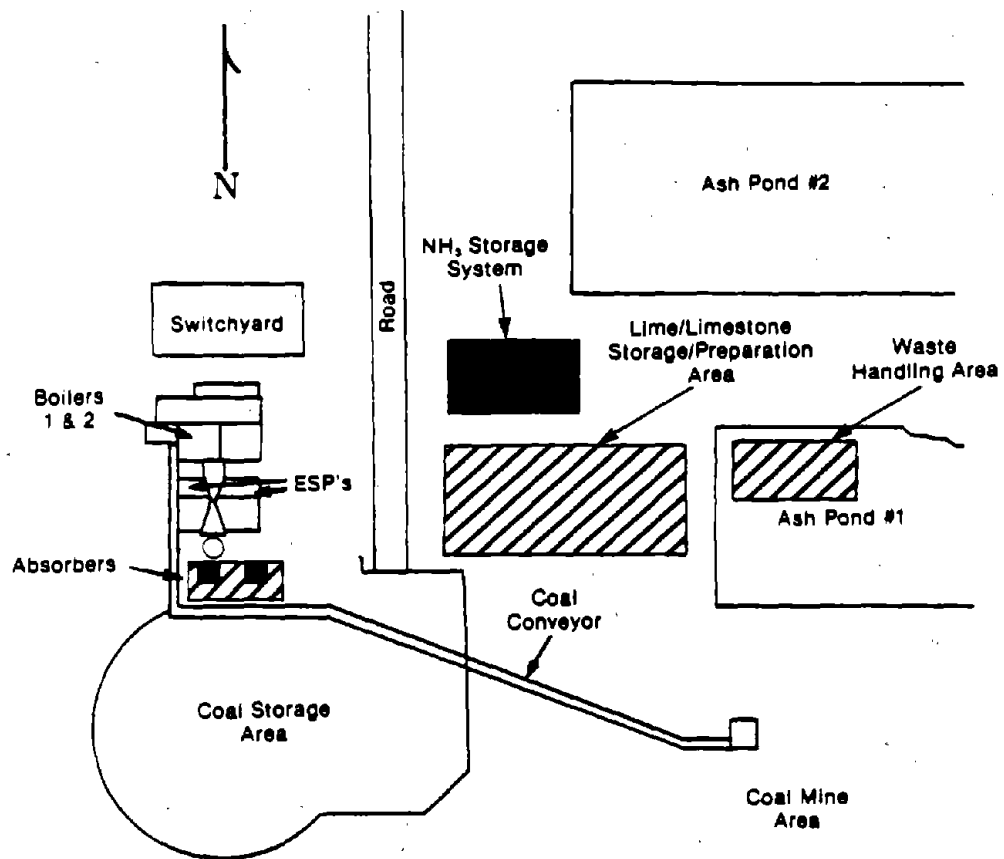 N
Ash Pond #2
NH₃ Storage
System
Switchyard
Road
Lime/Limestone
Storage/Preparation
Area
Waste
Handling Area
Boilers
1 & 2
ESP's
Ash Pond #1
Absorbers
Coal
Conveyor
Coal Storage
Area
Coal Mine
Area